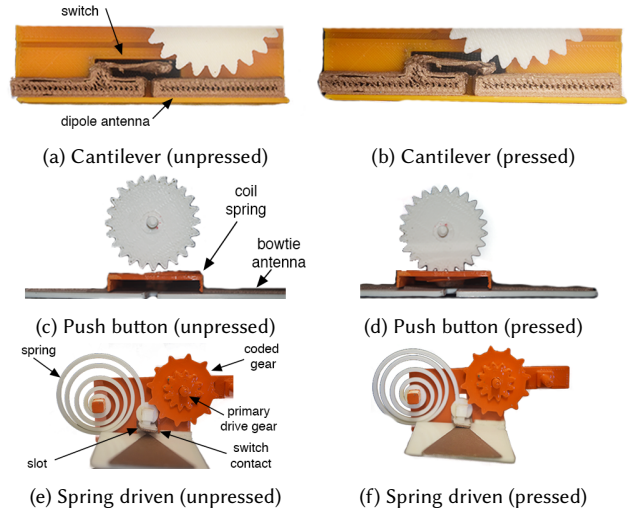 switch
dipole antenna
(a) Cantilever (unpressed)
(b) Cantilever (pressed)
coil
spring
bowtie
antenna
(c) Push button (unpressed)
(d) Push button (pressed)
spring
coded
gear
primary
drive gear
slot
switch
contact
(e) Spring driven (unpressed)
(f) Spring driven (pressed)